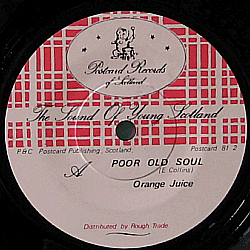 Postcard Records
of Scotland
The Sound Of Young Scotland
P&C Postcard Publishing, Scotland.
Postcard 81 2
A
POOR OLD SOUL
(E Collins)
Orange Juice
Distributed by Rough Trade